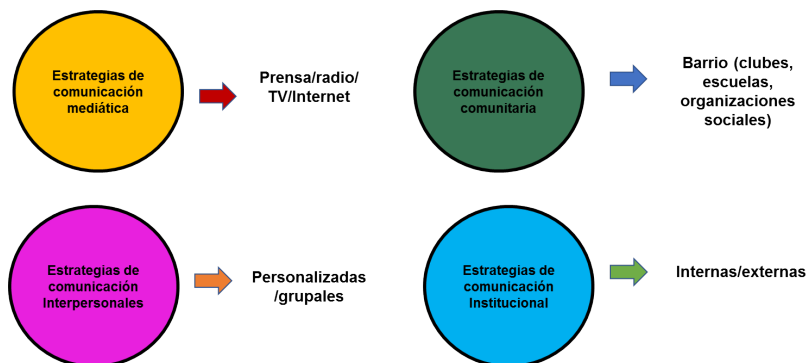 Estrategias de
comunicación
mediática
Prensa/radio/
TV/Internet
Estrategias de
comunicación
comunitaria
Barrio (clubes,
escuelas,
organizaciones
sociales)
Estrategias de
comunicación
Interpersonales
Personalizadas
/grupales
Estrategias de
comunicación
Institucional
Internas/externas